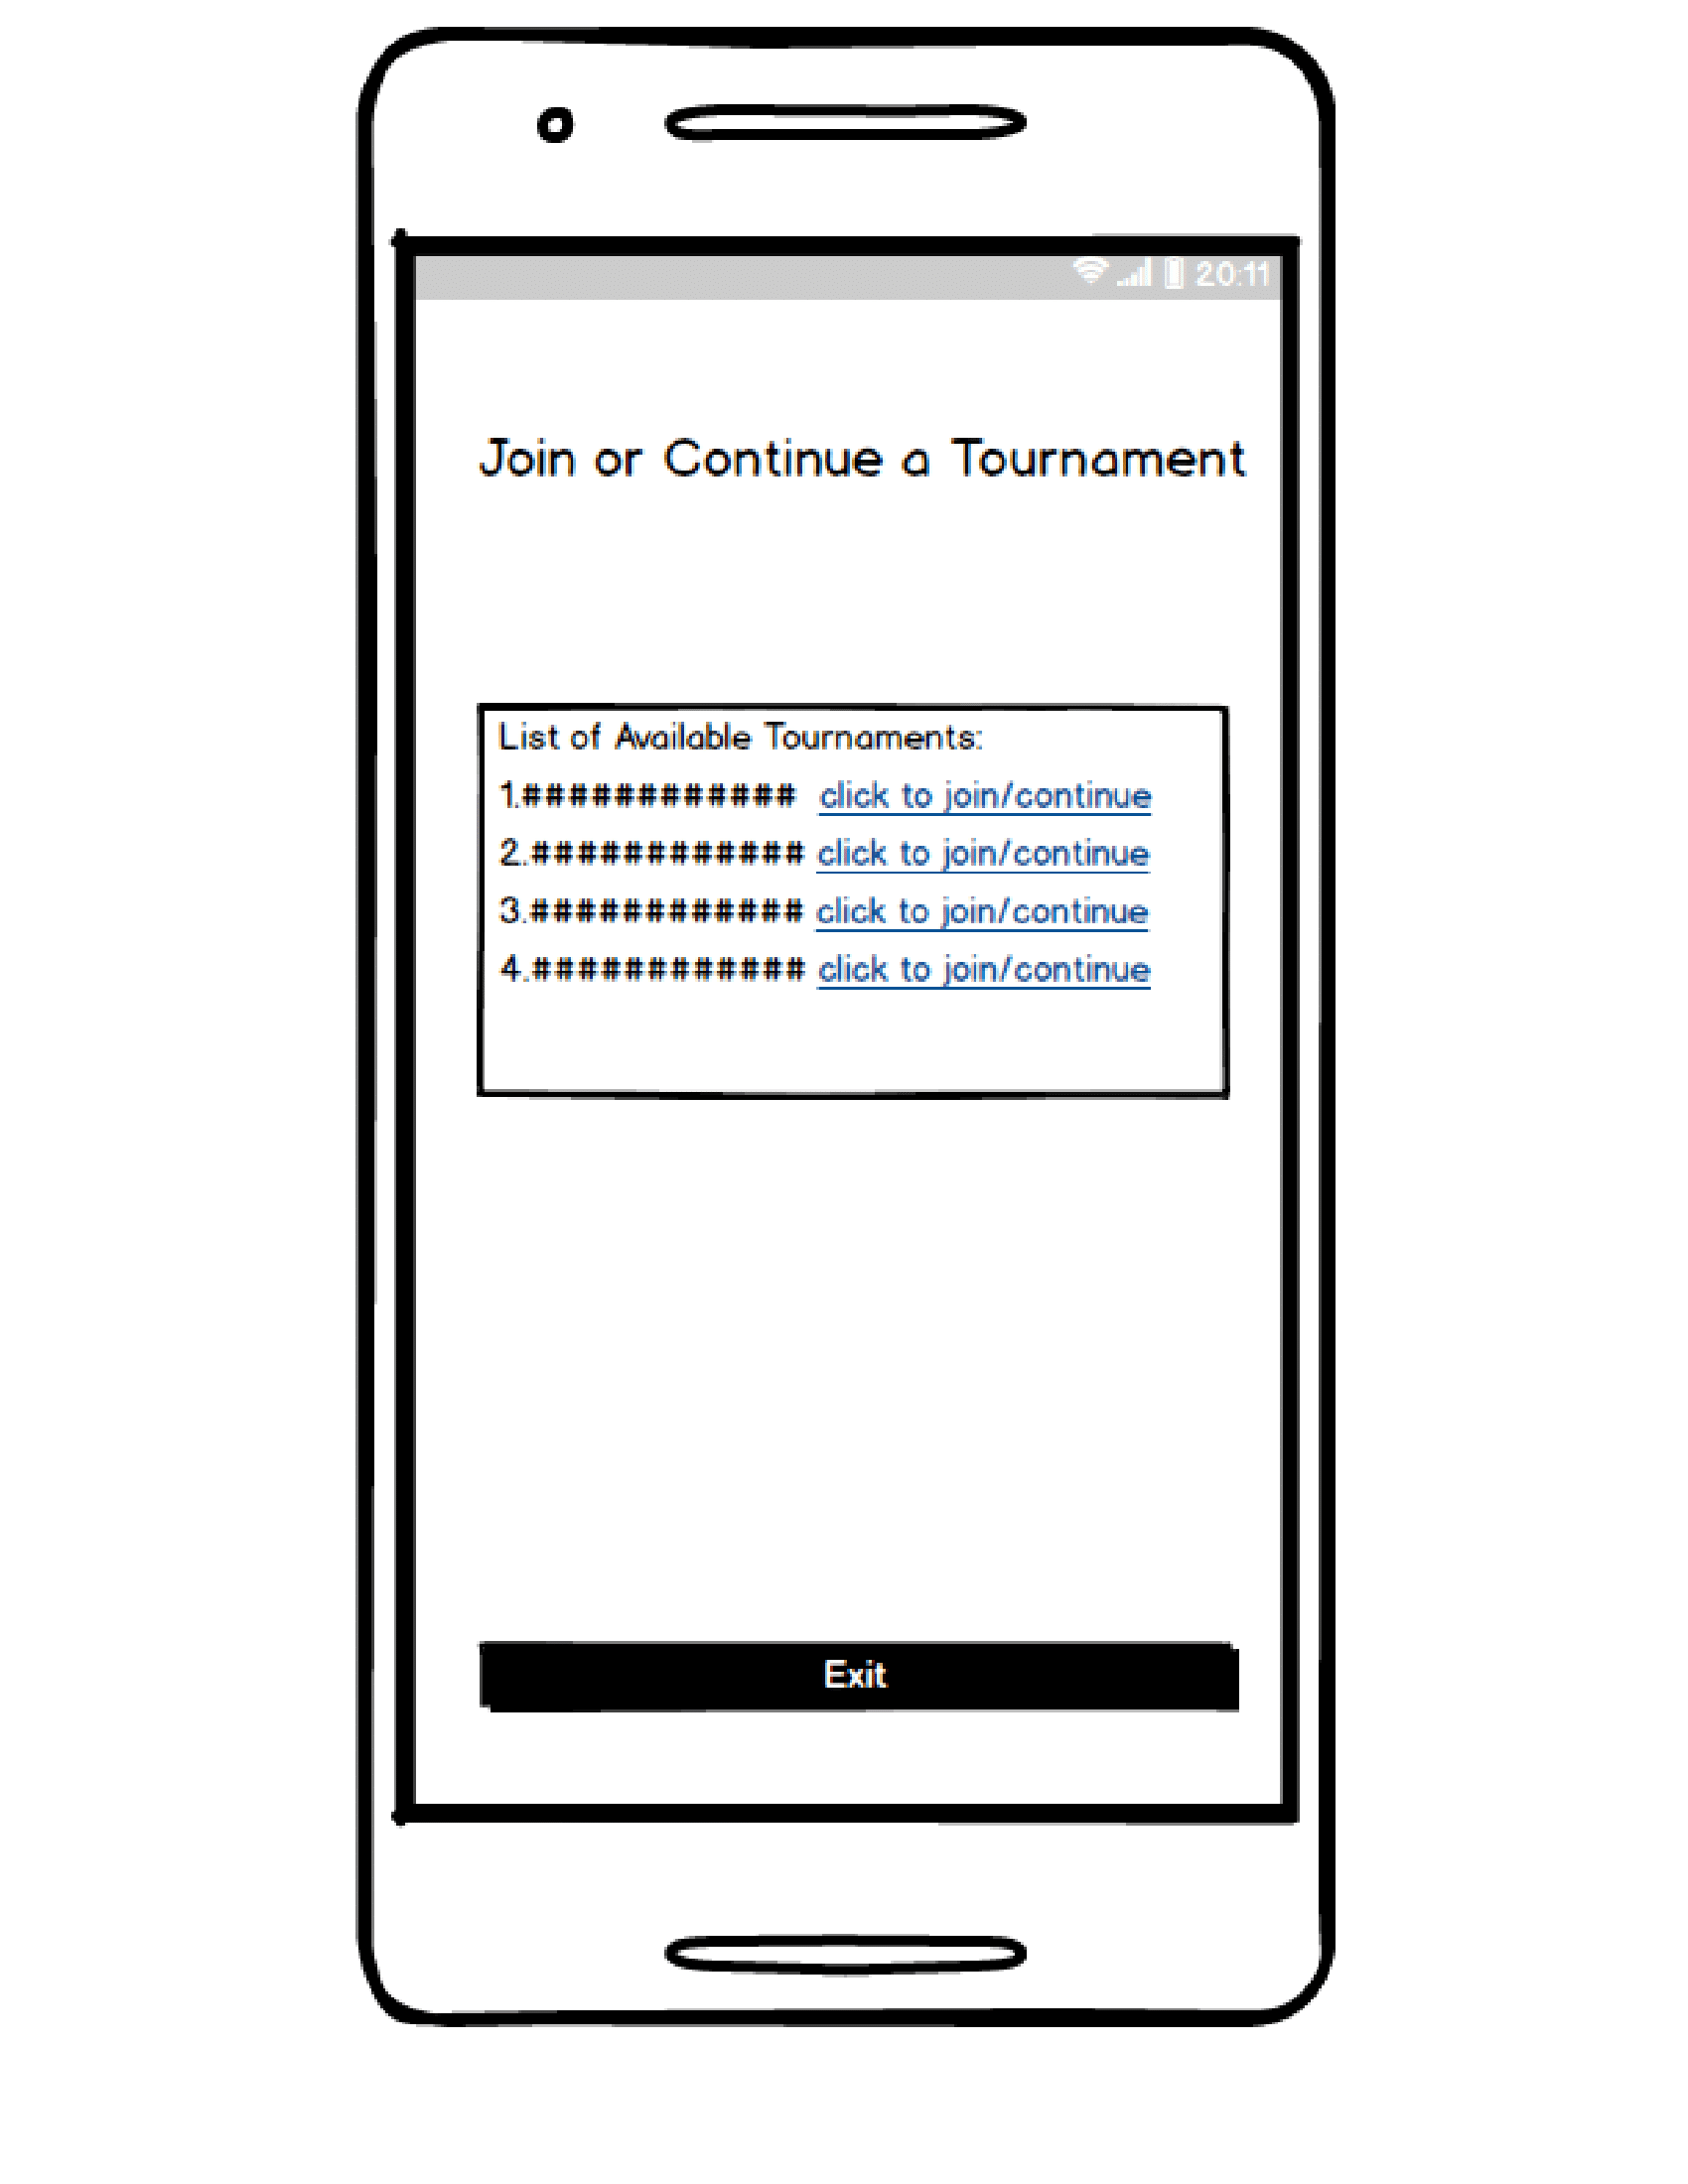 20:11
Join or Continue a Tournament
List of Available Tournaments:
1.############ click to join/continue
2.############ click to join/continue
3.############ click to join/continue
4.############ click to join/continue
Exit